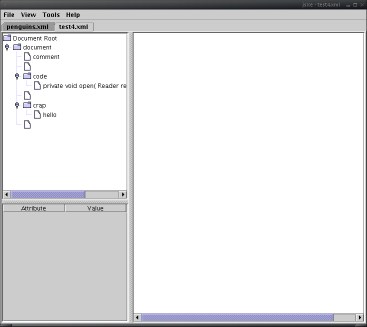 File View Tools Help
penguins.xml test4.xml
Document Root
document
comment
code
private void open( Reader re
crap
hello
Attribute Value